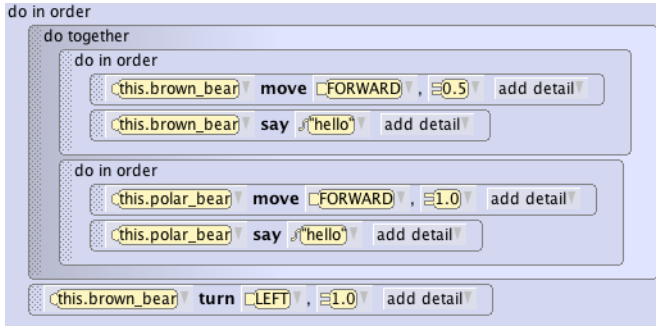 do in order
do together
do in order
this.brown_bear move FORWARD , 0.5 add detail
this.brown_bear say "hello" add detail
do in order
this.polar_bear move FORWARD , 1.0 add detail
this.polar_bear say "hello" add detail
this.brown_bear turn LEFT , 1.0 add detail